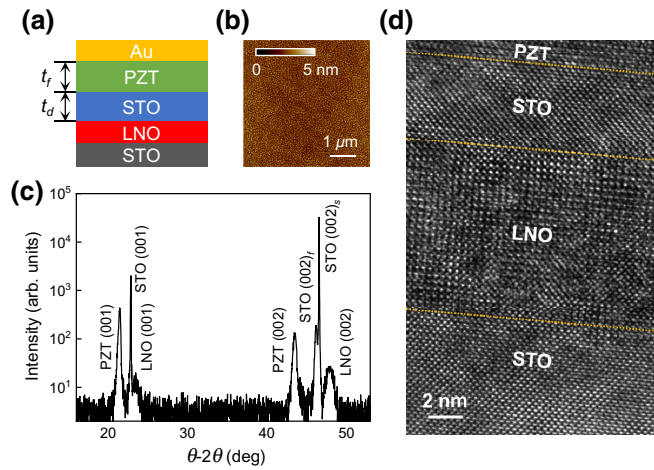 (a)
Au
PZT
STO
LNO
STO
t_f
t_d
(b)
0 5 nm
1 μm
(c)
Intensity (arb. units)
10^5
10^4
10^3
10^2
10^1
PZT (001)
STO (001)
LNO (001)
PZT (002)
STO (002)_f
STO (002)_s
LNO (002)
20 30 40 50
θ-2θ (deg)
(d)
PZT
STO
LNO
STO
2 nm